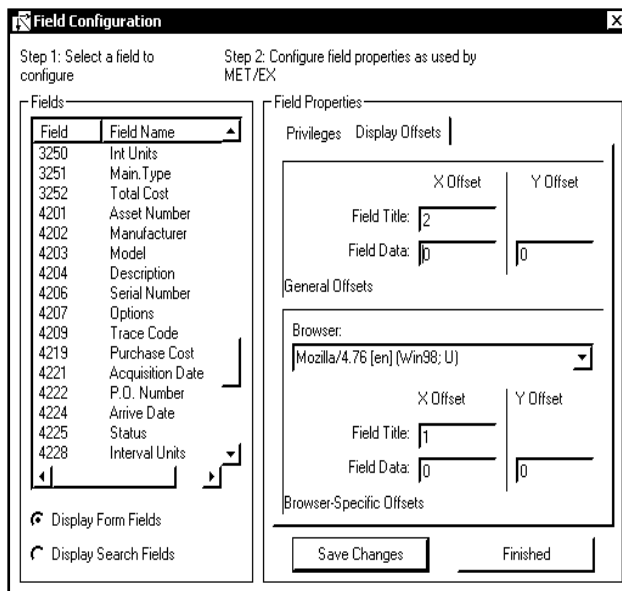 Field Configuration
Step 1: Select a field to
configure
Step 2: Configure field properties as used by
MET/EX
Fields
Field Field Name
3250 Int Units
3251 Main.Type
3252 Total Cost
4201 Asset Number
4202 Manufacturer
4203 Model
4204 Description
4206 Serial Number
4207 Options
4209 Trace Code
4219 Purchase Cost
4221 Acquisition Date
4222 P.O. Number
4224 Arrive Date
4225 Status
4228 Interval Units
Display Form Fields
Display Search Fields
Field Properties
Privileges Display Offsets
X Offset Y Offset
Field Title: 2
Field Data: 0 0
General Offsets
Browser:
Mozilla/4.76 [en] (Win98; U)
X Offset Y Offset
Field Title: 1
Field Data: 0 0
Browser-Specific Offsets
Save Changes Finished